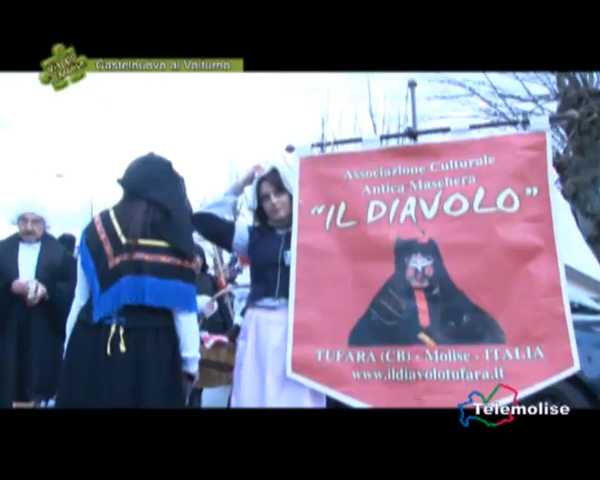 Castelnuovo al Volturno
Associazione Culturale
Antica Maschera
"IL DIAVOLO"
TUFARA (CB) - Molise - ITALIA
www.ildiavolotufara.it
Telemolise